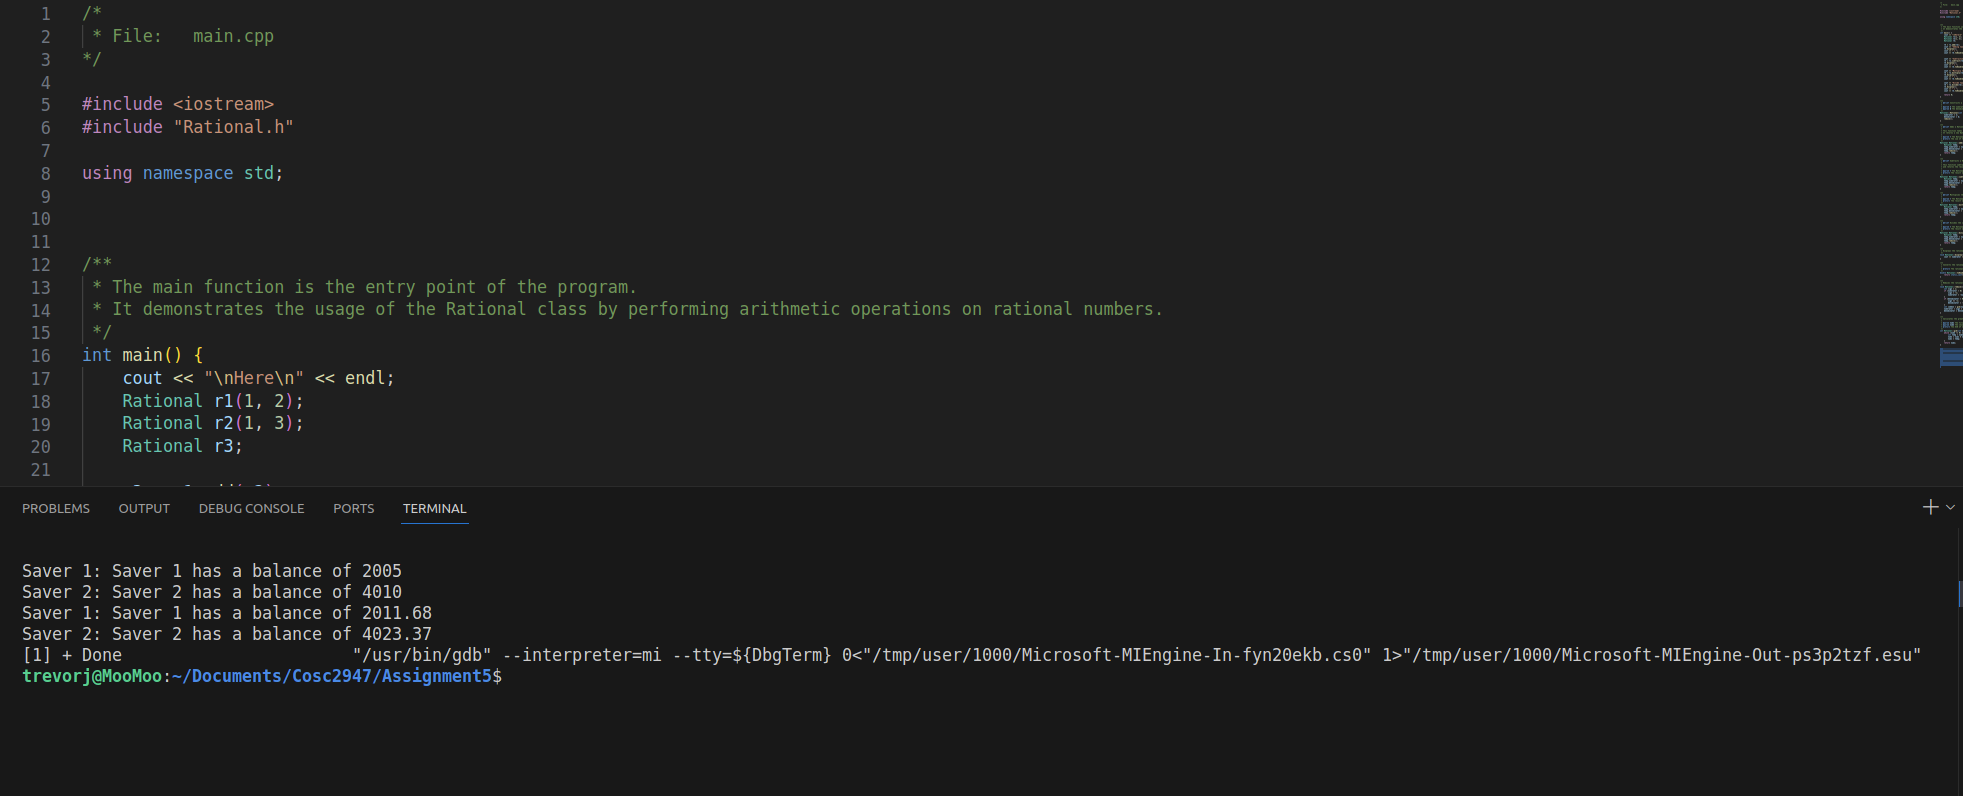 1 /*
2 * File:   main.cpp
3 */
4
5 #include <iostream>
6 #include "Rational.h"
7
8 using namespace std;
9
10
11
12 /**
13 * The main function is the entry point of the program.
14 * It demonstrates the usage of the Rational class by performing arithmetic operations on rational numbers.
15 */
16 int main() {
17 cout << "\nHere\n" << endl;
18 Rational r1(1, 2);
19 Rational r2(1, 3);
20 Rational r3;
21
PROBLEMS OUTPUT DEBUG CONSOLE PORTS TERMINAL
Saver 1: Saver 1 has a balance of 2005
Saver 2: Saver 2 has a balance of 4010
Saver 1: Saver 1 has a balance of 2011.68
Saver 2: Saver 2 has a balance of 4023.37
[1] + Done                       "/usr/bin/gdb" --interpreter=mi --tty=${DbgTerm} 0<"/tmp/user/1000/Microsoft-MIEngine-In-fyn20ekb.cs0" 1>"/tmp/user/1000/Microsoft-MIEngine-Out-ps3p2tzf.esu"
trevorj@MooMoo:~/Documents/Cosc2947/Assignment5$